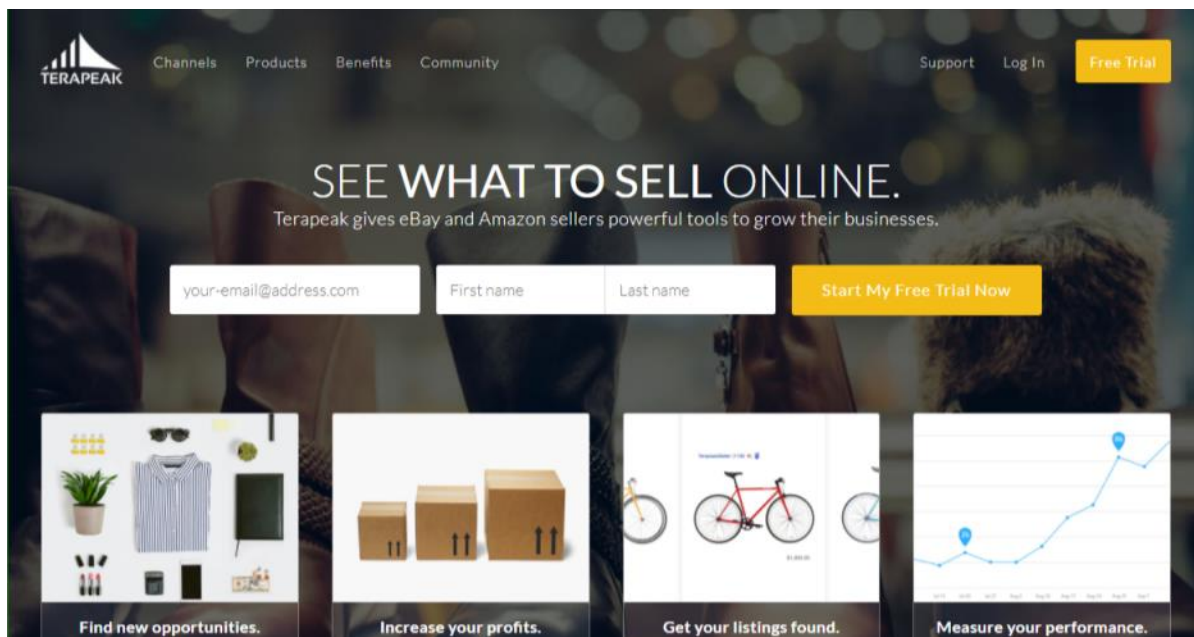 TERAPEAK
Channels Products Benefits Community
Support Log In Free Trial
SEE WHAT TO SELL ONLINE.
Terapeak gives eBay and Amazon sellers powerful tools to grow their businesses.
your-email@address.com First name Last name Start My Free Trial Now
Find new opportunities. Increase your profits. Get your listings found. Measure your performance.